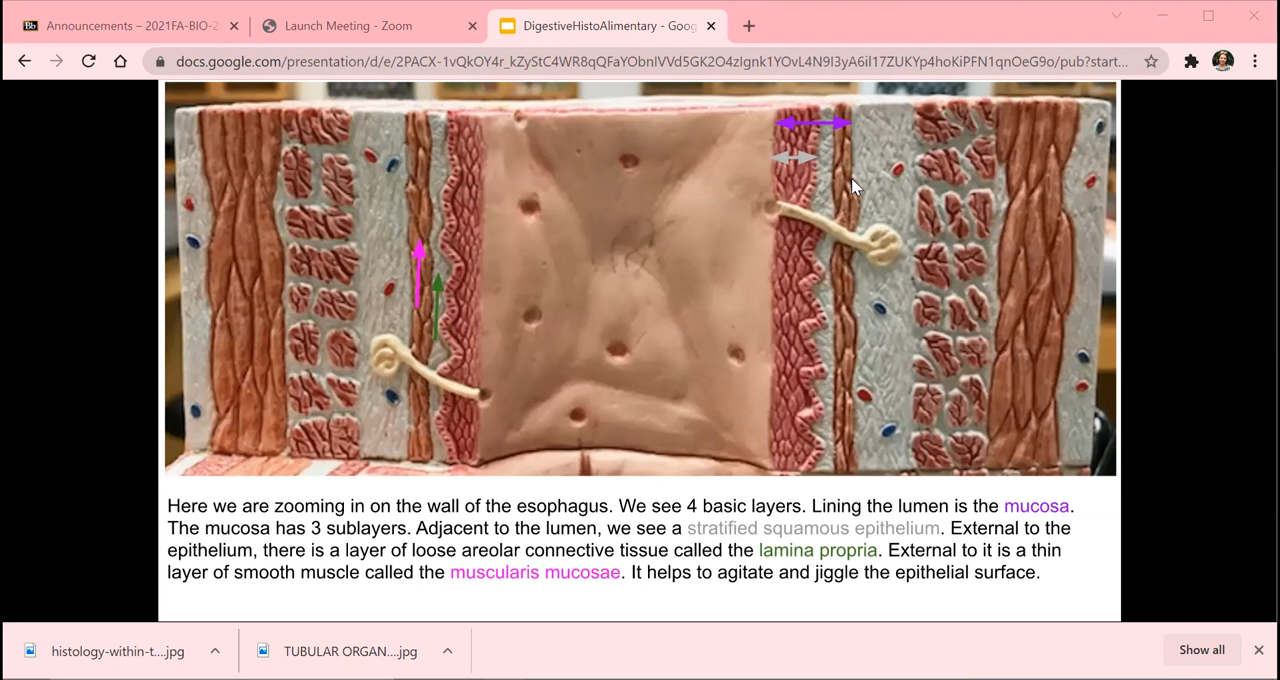 Announcements – 2021FA-BIO-2
Launch Meeting - Zoom
DigestiveHistoAlimentary - Goog
docs.google.com/presentation/d/e/2PACX-1vQkOY4r_kZyStC4WR8qQFaYObnIVVd5GK2O4zIgnk1YOvL4N9I3yA6il17ZUKYp4hoKiPFN1qnOeG9o/pub?start...
Here we are zooming in on the wall of the esophagus. We see 4 basic layers. Lining the lumen is the mucosa.
The mucosa has 3 sublayers. Adjacent to the lumen, we see a stratified squamous epithelium. External to the
epithelium, there is a layer of loose areolar connective tissue called the lamina propria. External to it is a thin
layer of smooth muscle called the muscularis mucosae. It helps to agitate and jiggle the epithelial surface.
histology-within-t....jpg
TUBULAR ORGAN....jpg
Show all